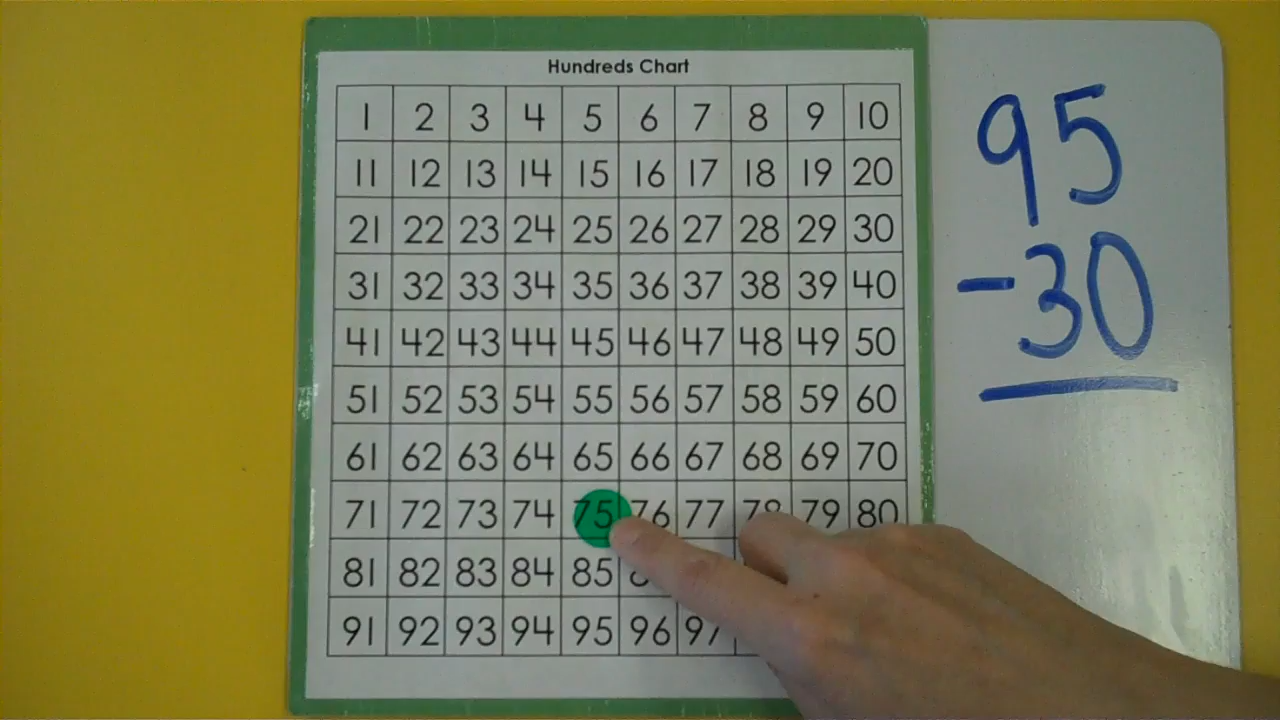 Hundreds Chart
1 2 3 4 5 6 7 8 9 10
11 12 13 14 15 16 17 18 19 20
21 22 23 24 25 26 27 28 29 30
31 32 33 34 35 36 37 38 39 40
41 42 43 44 45 46 47 48 49 50
51 52 53 54 55 56 57 58 59 60
61 62 63 64 65 66 67 68 69 70
71 72 73 74 75 76 77 78 79 80
81 82 83 84 85
91 92 93 94 95 96 97
95
-30